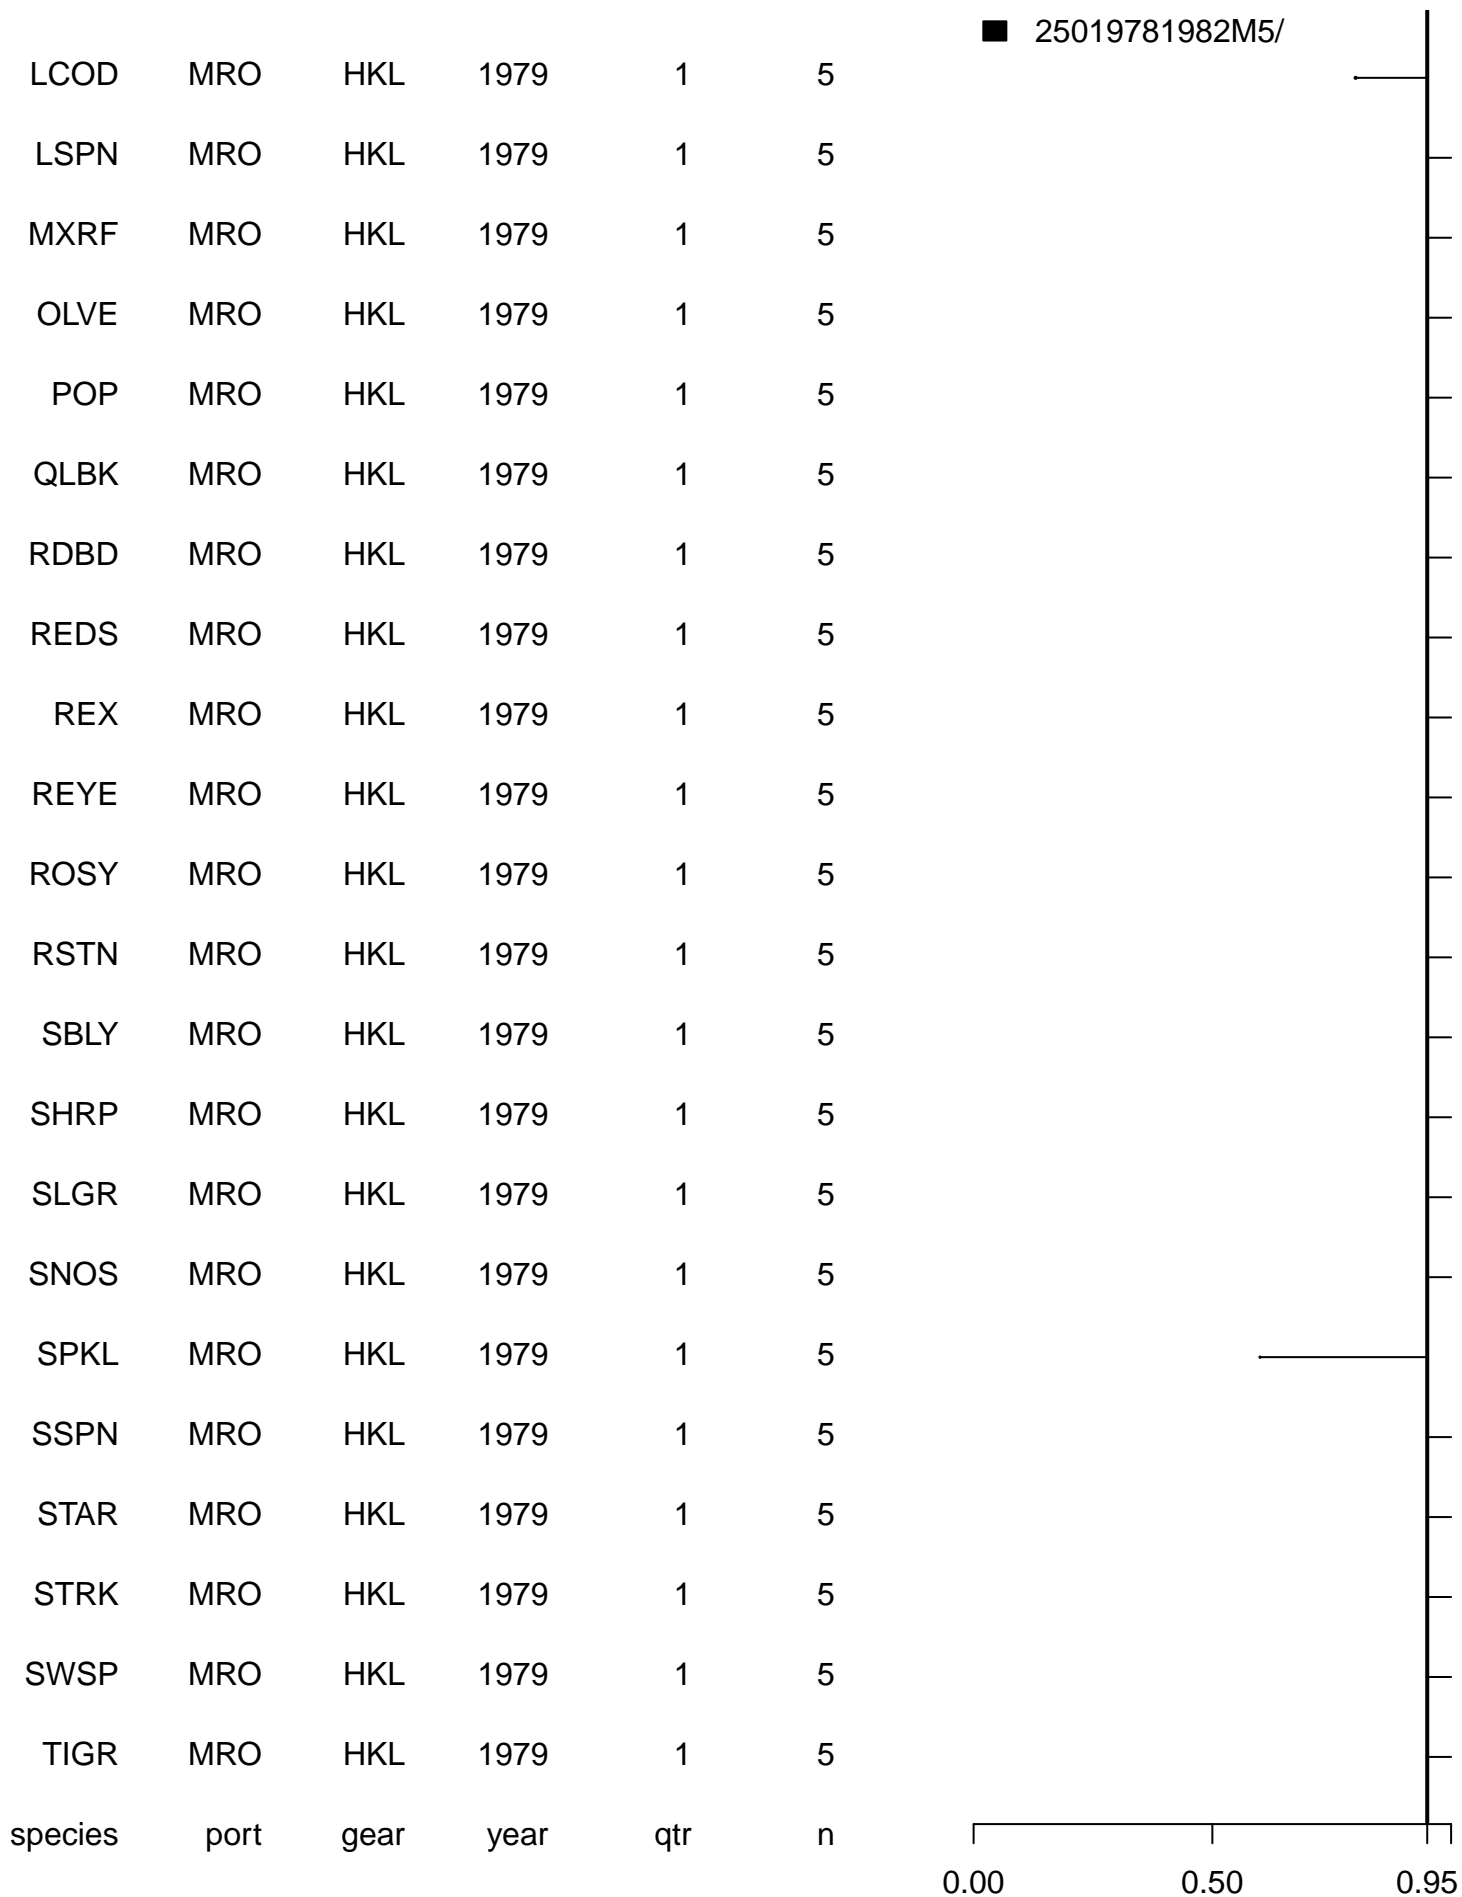 25019781982M5/
LCOD MRO HKL 1979 1 5
LSPN MRO HKL 1979 1 5
MXRF MRO HKL 1979 1 5
OLVE MRO HKL 1979 1 5
POP MRO HKL 1979 1 5
QLBK MRO HKL 1979 1 5
RDBD MRO HKL 1979 1 5
REDS MRO HKL 1979 1 5
REX MRO HKL 1979 1 5
REYE MRO HKL 1979 1 5
ROSY MRO HKL 1979 1 5
RSTN MRO HKL 1979 1 5
SBLY MRO HKL 1979 1 5
SHRP MRO HKL 1979 1 5
SLGR MRO HKL 1979 1 5
SNOS MRO HKL 1979 1 5
SPKL MRO HKL 1979 1 5
SSPN MRO HKL 1979 1 5
STAR MRO HKL 1979 1 5
STRK MRO HKL 1979 1 5
SWSP MRO HKL 1979 1 5
TIGR MRO HKL 1979 1 5
species port gear year qtr n
0.00 0.50 0.95